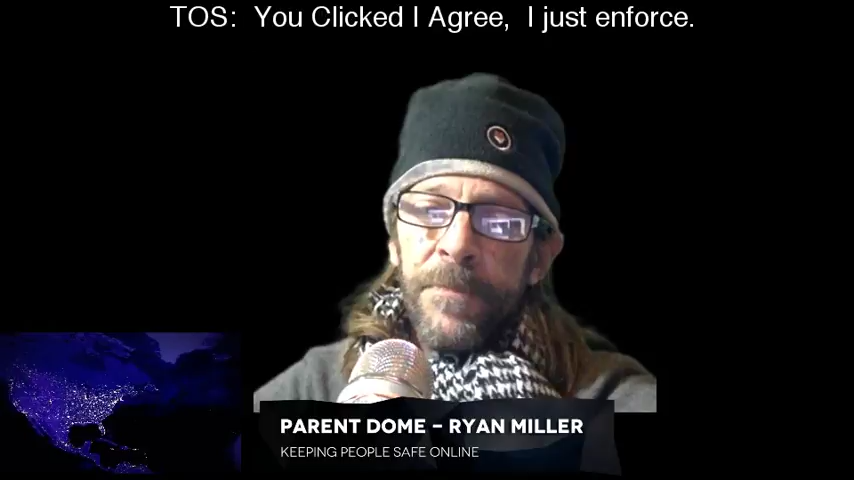 TOS:  You Clicked I Agree,  I just enforce.
PARENT DOME - RYAN MILLER
KEEPING PEOPLE SAFE ONLINE